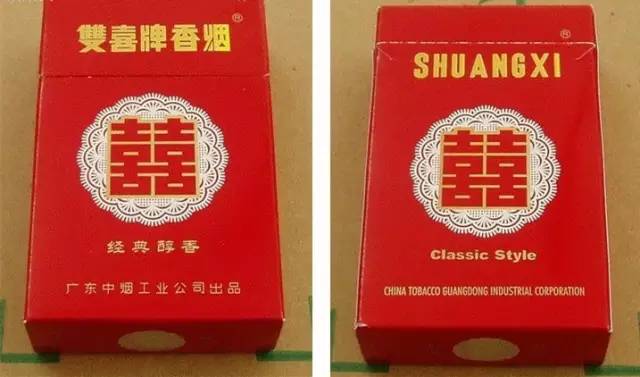 雙喜牌香烟®
囍
经典醇香
广东中烟工业公司出品
SHUANGXI®
囍
Classic Style
CHINA TOBACCO GUANGDONG INDUSTRIAL CORPORATION